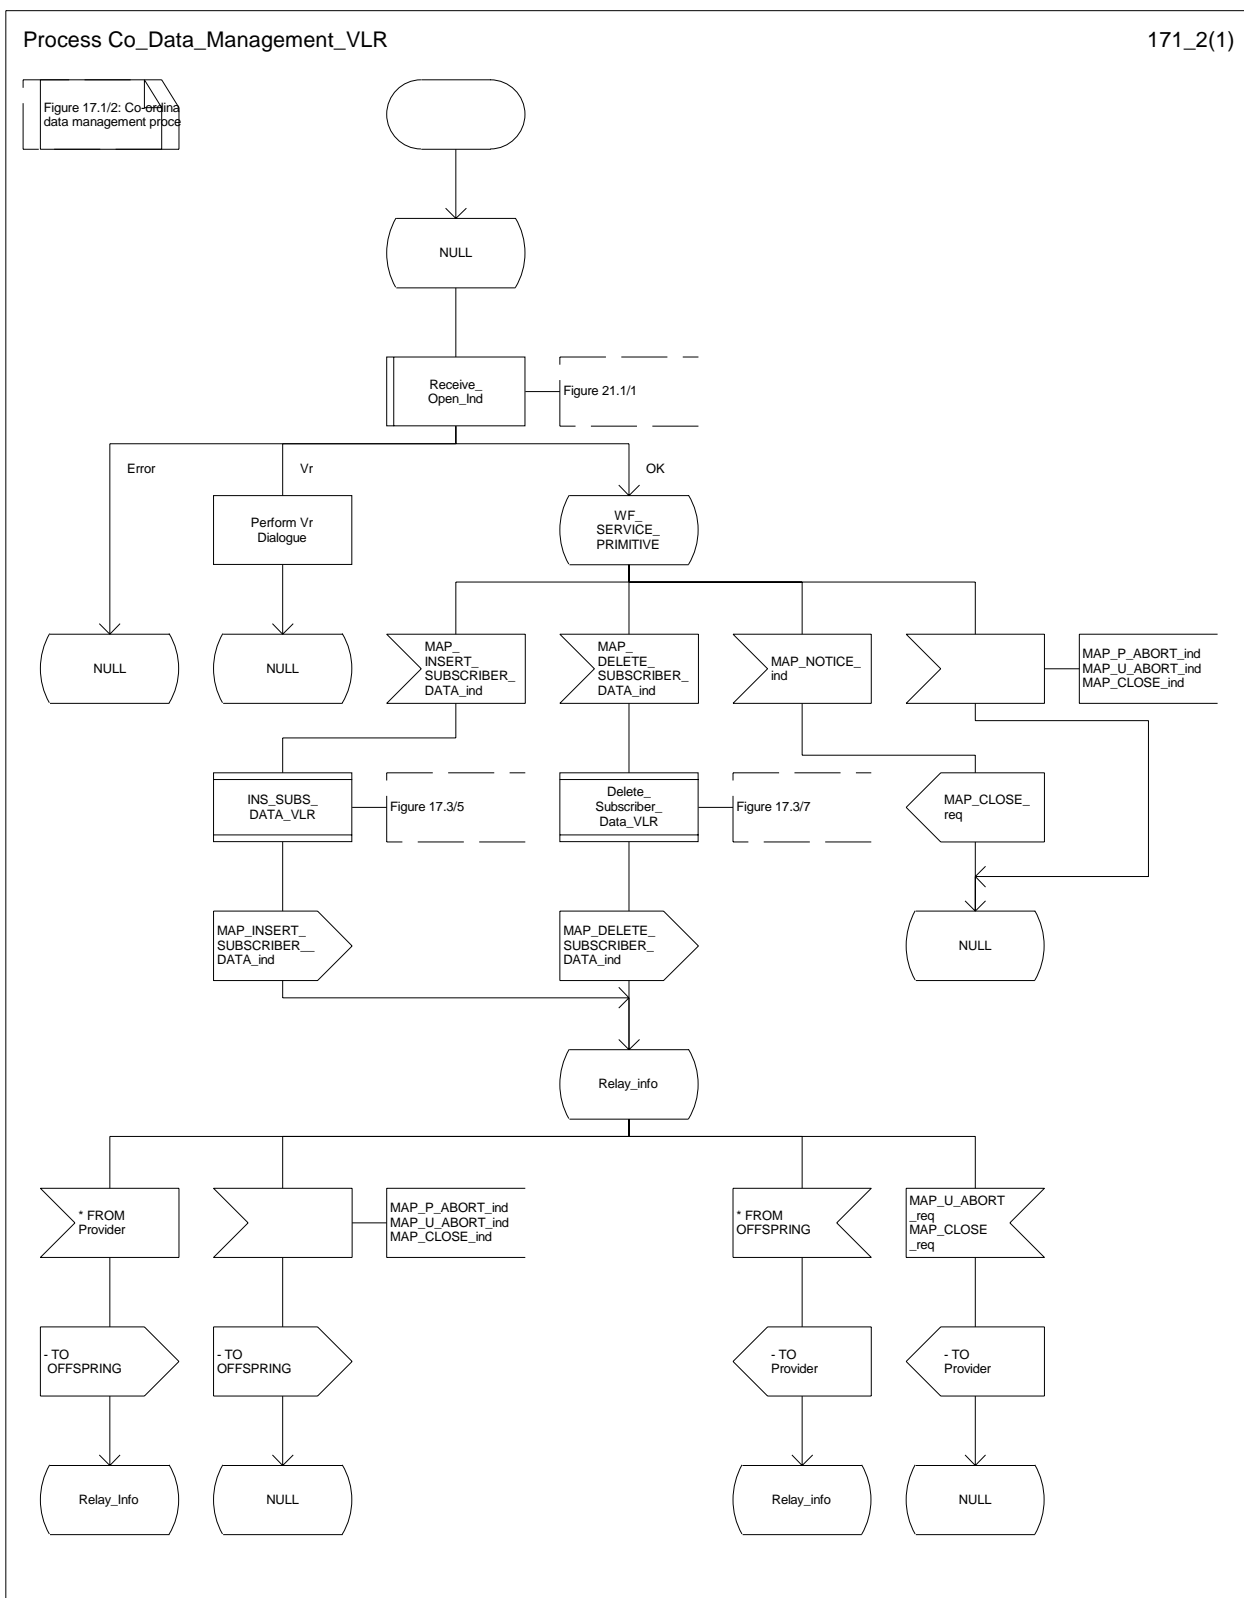 Process Co_Data_Management_VLR
171_2(1)
Figure 17.1/2: Co-ordina
data management proce
NULL
Receive_
Open_Ind
Figure 21.1/1
Error
Vr
OK
Perform Vr
Dialogue
WF_
SERVICE_
PRIMITIVE
NULL
NULL
MAP_
INSERT_
SUBSCRIBER_
DATA_ind
MAP_
DELETE_
SUBSCRIBER_
DATA_ind
MAP_NOTICE_
ind
MAP_P_ABORT_ind
MAP_U_ABORT_ind
MAP_CLOSE_ind
INS_SUBS_
DATA_VLR
Figure 17.3/5
Delete_
Subscriber_
Data_VLR
Figure 17.3/7
MAP_CLOSE_
req
MAP_INSERT_
SUBSCRIBER__
DATA_ind
MAP_DELETE_
SUBSCRIBER_
DATA_ind
NULL
Relay_info
* FROM
Provider
MAP_P_ABORT_ind
MAP_U_ABORT_ind
MAP_CLOSE_ind
* FROM
OFFSPRING
MAP_U_ABORT
_req
MAP_CLOSE
_req
- TO
OFFSPRING
- TO
OFFSPRING
- TO
Provider
- TO
Provider
Relay_Info
NULL
Relay_info
NULL